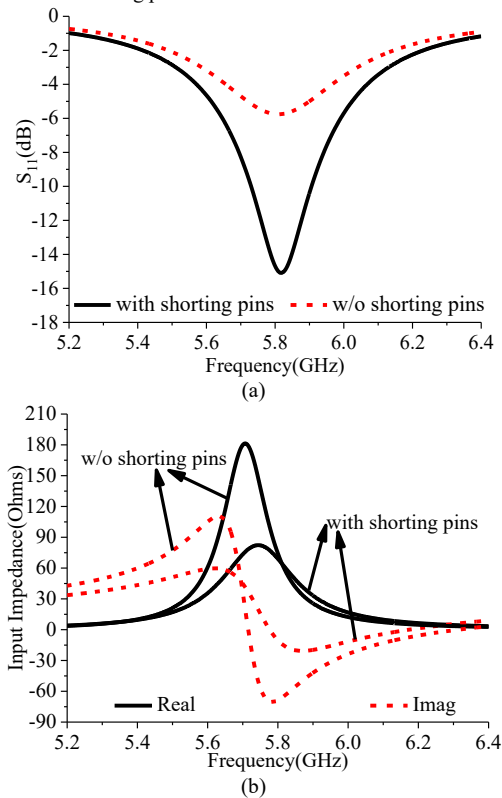 0
-2
-4
-6
-8
-10
-12
-14
-16
-18
S11(dB)
with shorting pins w/o shorting pins
5.2 5.4 5.6 5.8 6.0 6.2 6.4
Frequency(GHz)
(a)
210
180
150
120
90
60
30
0
-30
-60
-90
Input Impedance(Ohms)
w/o shorting pins
with shorting pins
Real Imag
5.2 5.4 5.6 5.8 6.0 6.2 6.4
Frequency(GHz)
(b)